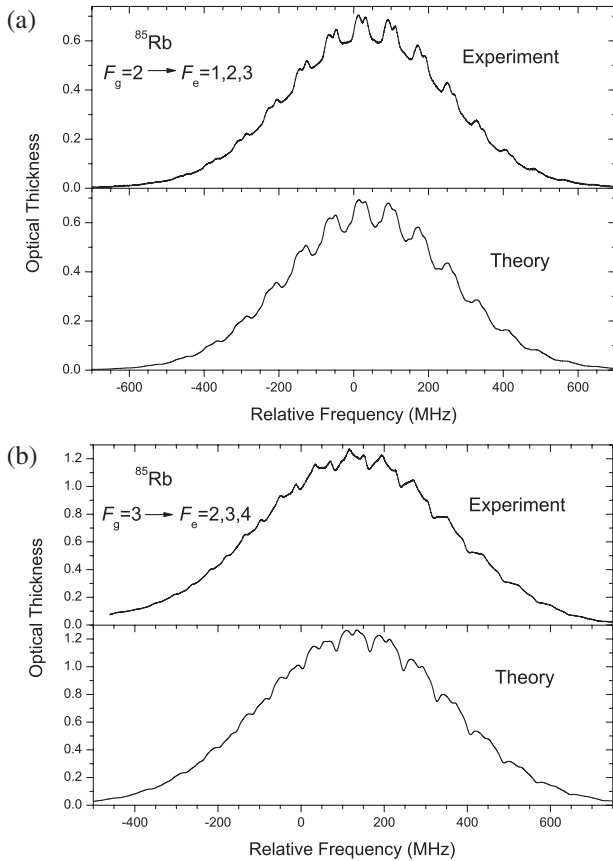 (a)
0.6
0.4
0.2
0.0
⁸⁵Rb
Fg=2 → Fe=1,2,3
Experiment
Optical Thickness
0.6
0.4
0.2
0.0
Theory
-600 -400 -200 0 200 400 600
Relative Frequency (MHz)
(b)
1.2
1.0
0.8
0.6
0.4
0.2
0.0
⁸⁵Rb
Fg=3 → Fe=2,3,4
Experiment
Optical Thickness
1.2
1.0
0.8
0.6
0.4
0.2
0.0
Theory
-400 -200 0 200 400 600
Relative Frequency (MHz)